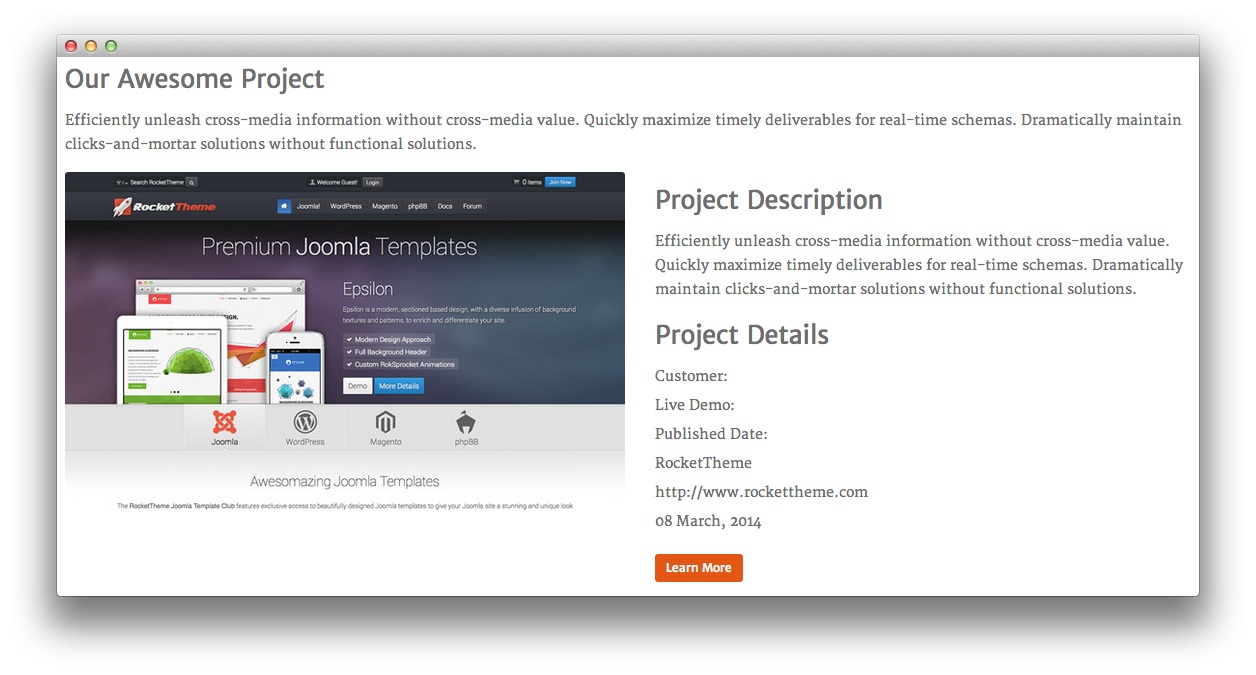 Our Awesome Project
Efficiently unleash cross-media information without cross-media value. Quickly maximize timely deliverables for real-time schemas. Dramatically maintain
clicks-and-mortar solutions without functional solutions.
Search RocketTheme
Welcome Guest! Login
0 items Join Now
RocketTheme
Joomla! WordPress Magento phpBB Docs Forum
Premium Joomla Templates
Epsilon
Epsilon is a modern, sectioned based design, with a diverse infusion of background
textures and patterns, to enrich and differentiate your site.
Modern Design Approach
Full Background Header
Custom RokSprocket Animations
Demo More Details
Joomla WordPress Magento phpBB
Awesomazing Joomla Templates
The RocketTheme Joomla Template Club features exclusive access to beautifully designed Joomla templates to give your Joomla site a stunning and unique look
Project Description
Efficiently unleash cross-media information without cross-media value.
Quickly maximize timely deliverables for real-time schemas. Dramatically
maintain clicks-and-mortar solutions without functional solutions.
Project Details
Customer:
Live Demo:
Published Date:
RocketTheme
http://www.rockettheme.com
08 March, 2014
Learn More